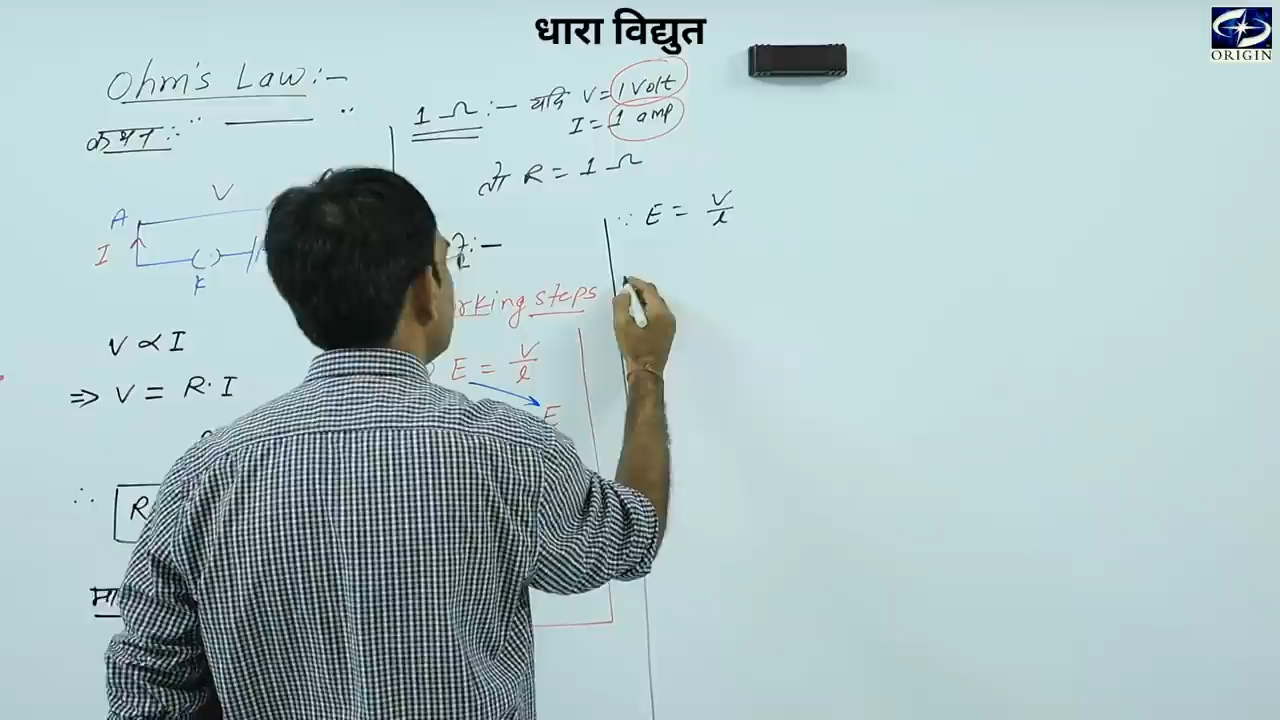 धारा विद्युत
ORIGIN
Ohm's Law :-
कथन :- " ——— "
V
A
I
K
V ∝ I
⇒ V = R·I
∴ R
मा
1 Ω :- यदि V = 1 Volt
I = 1 amp
तो R = 1 Ω
:-
rking steps
E = V/l
E
∵ E = V/l